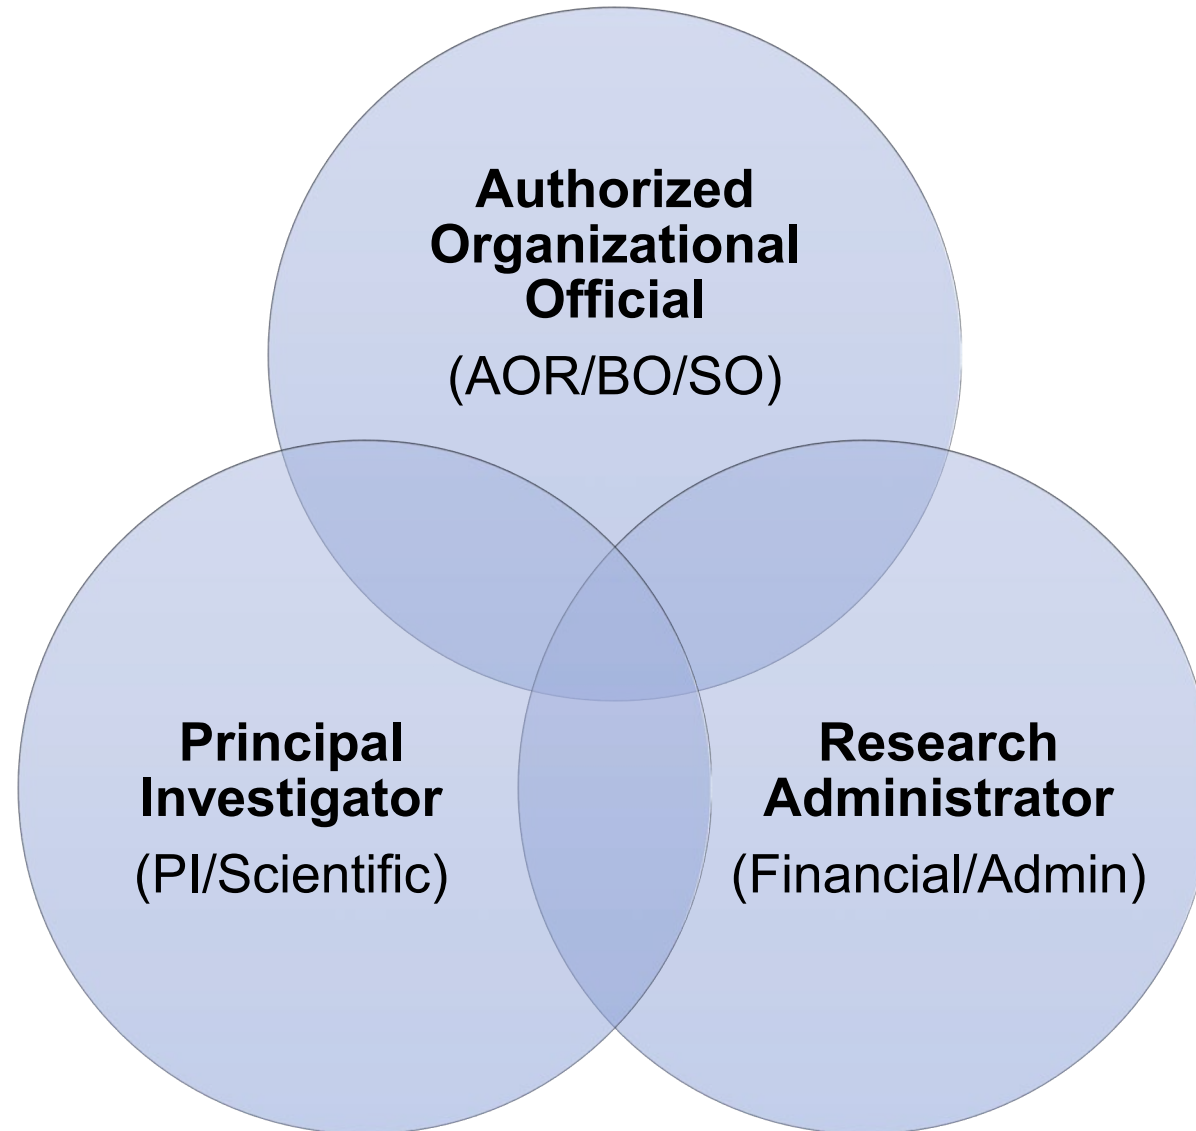 Authorized
Organizational
Official
(AOR/BO/SO)
Principal
Investigator
(PI/Scientific)
Research
Administrator
(Financial/Admin)